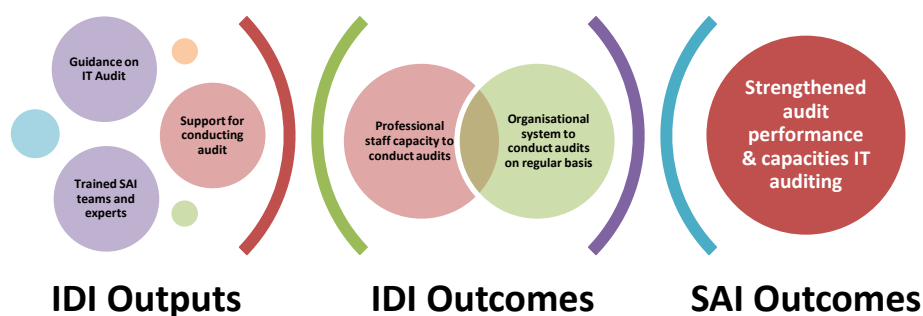 Guidance on
IT Audit
Support for
conducting
audit
Trained SAI
teams and
experts
Professional
staff capacity to
conduct audits
Organisational
system to
conduct audits
on regular basis
Strengthened
audit
performance
& capacities IT
auditing
IDI Outputs
IDI Outcomes
SAI Outcomes